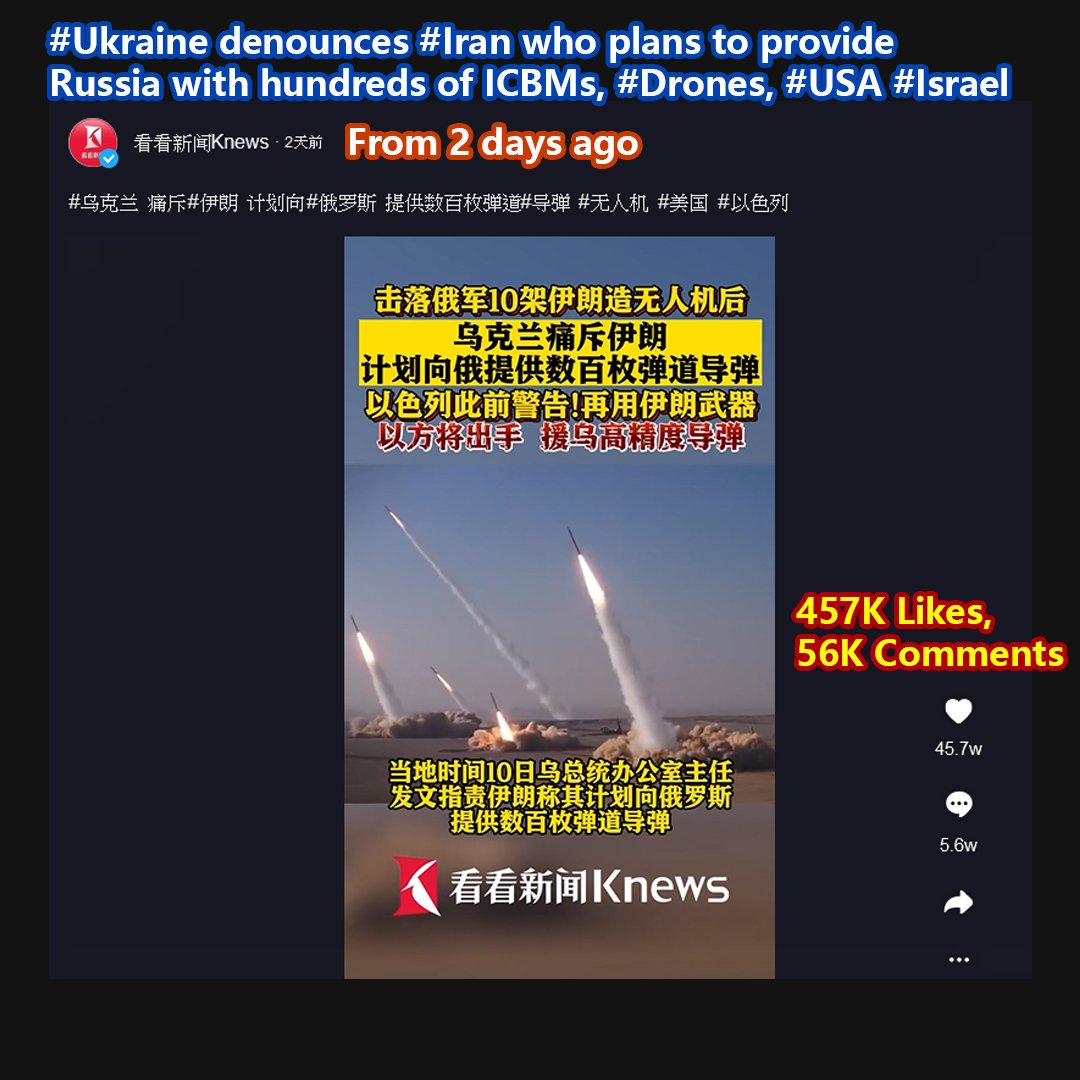 #Ukraine denounces #Iran who plans to provide
Russia with hundreds of ICBMs, #Drones, #USA #Israel
看看新闻Knews · 2天前
From 2 days ago
#乌克兰 痛斥#伊朗 计划向#俄罗斯 提供数百枚弹道#导弹 #无人机 #美国 #以色列
击落俄军10架伊朗造无人机后
乌克兰痛斥伊朗
计划向俄提供数百枚弹道导弹
以色列此前警告!再用伊朗武器
以方将出手 援乌高精度导弹
457K Likes,
56K Comments
45.7w
当地时间10日乌总统办公室主任
发文指责伊朗称其计划向俄罗斯
提供数百枚弹道导弹
5.6w
看看新闻Knews